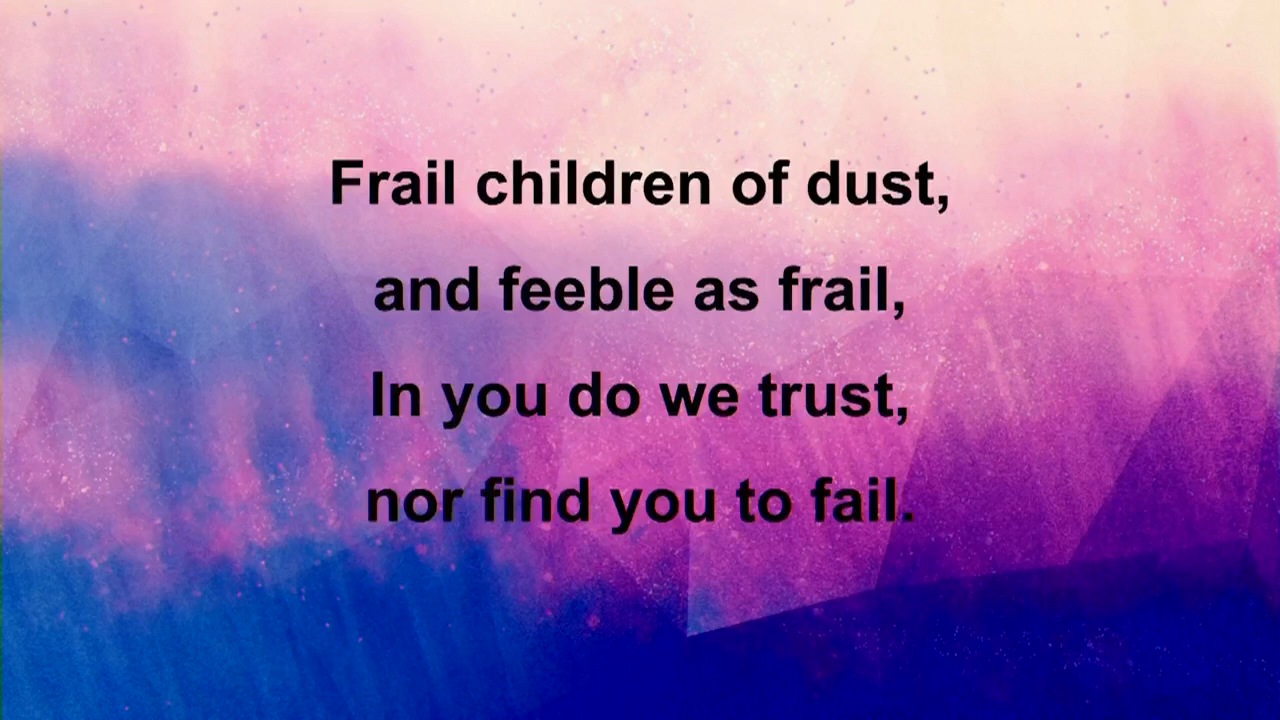 Frail children of dust,
and feeble as frail,
In you do we trust,
nor find you to fail.